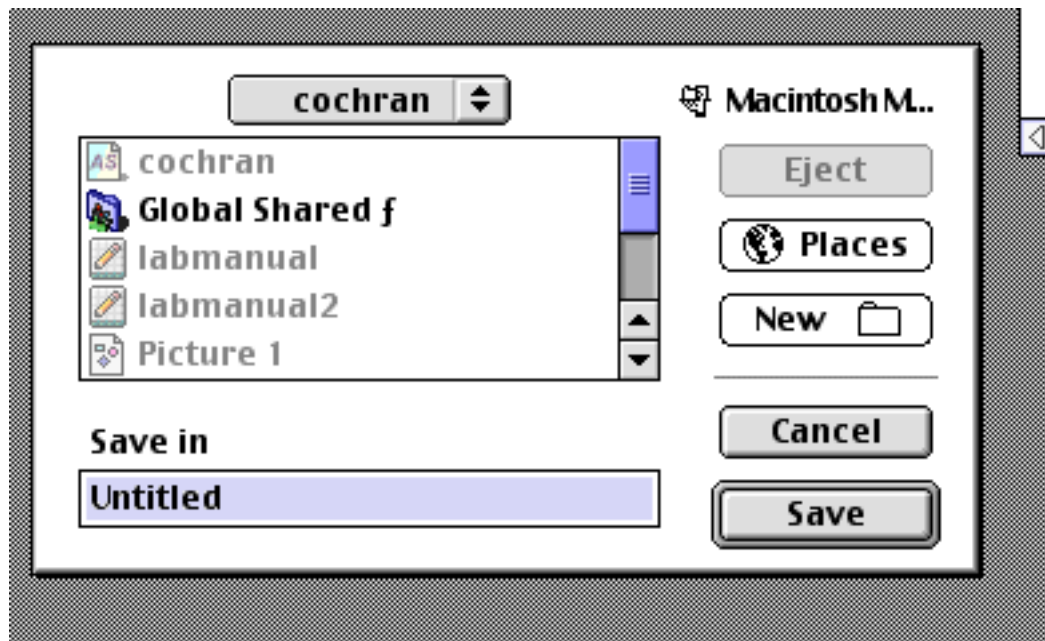 cochran
Macintosh M...
cochran
Global Shared ƒ
labmanual
labmanual2
Picture 1
Eject
Places
New
Save in
Untitled
Cancel
Save